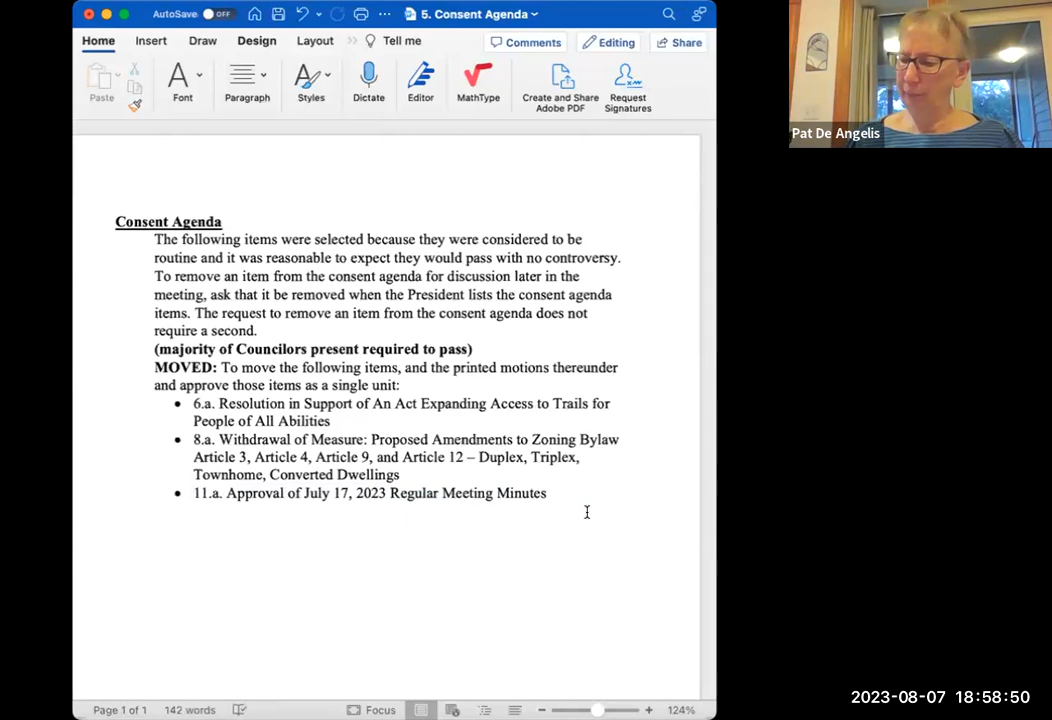 AutoSave OFF 5. Consent Agenda
Home Insert Draw Design Layout Tell me Comments Editing Share
Paste Font Paragraph Styles Dictate Editor MathType Create and Share Adobe PDF Request Signatures
Pat De Angelis
Consent Agenda
The following items were selected because they were considered to be
routine and it was reasonable to expect they would pass with no controversy.
To remove an item from the consent agenda for discussion later in the
meeting, ask that it be removed when the President lists the consent agenda
items. The request to remove an item from the consent agenda does not
require a second.
(majority of Councilors present required to pass)
MOVED: To move the following items, and the printed motions thereunder
and approve those items as a single unit:
• 6.a. Resolution in Support of An Act Expanding Access to Trails for
People of All Abilities
• 8.a. Withdrawal of Measure: Proposed Amendments to Zoning Bylaw
Article 3, Article 4, Article 9, and Article 12 – Duplex, Triplex,
Townhome, Converted Dwellings
• 11.a. Approval of July 17, 2023 Regular Meeting Minutes
2023-08-07 18:58:50
Page 1 of 1 142 words Focus 124%